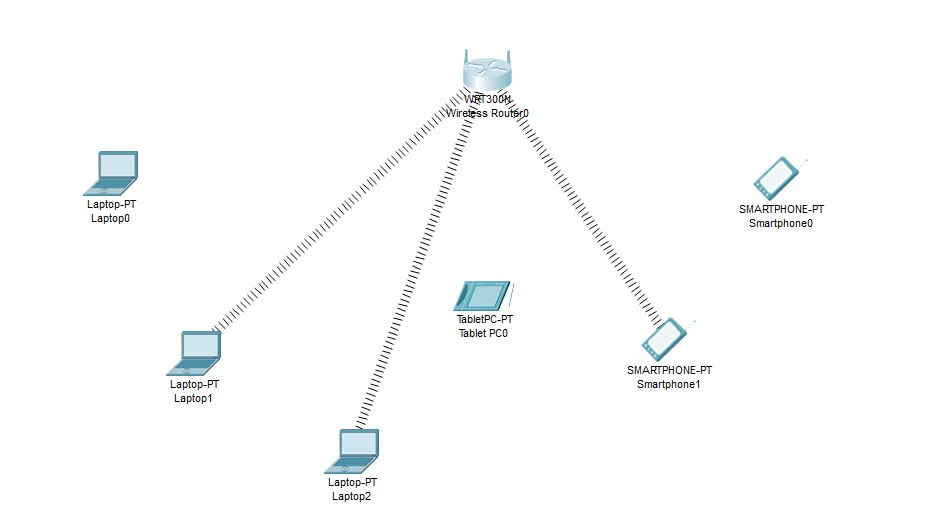 WRT300N
Wireless Router0
Laptop-PT
Laptop0
SMARTPHONE-PT
Smartphone0
TabletPC-PT
Tablet PC0
Laptop-PT
Laptop1
SMARTPHONE-PT
Smartphone1
Laptop-PT
Laptop2